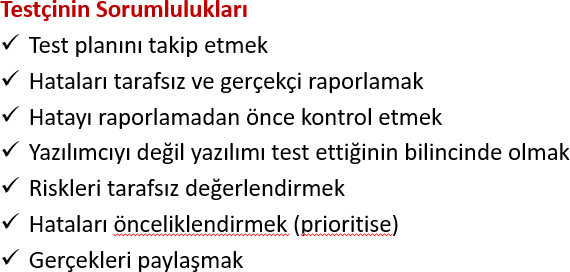 Testçinin Sorumlulukları
✓ Test planını takip etmek
✓ Hataları tarafsız ve gerçekçi raporlamak
✓ Hatayı raporlamadan önce kontrol etmek
✓ Yazılımcıyı değil yazılımı test ettiğinin bilincinde olmak
✓ Riskleri tarafsız değerlendirmek
✓ Hataları önceliklendirmek (prioritise)
✓ Gerçekleri paylaşmak